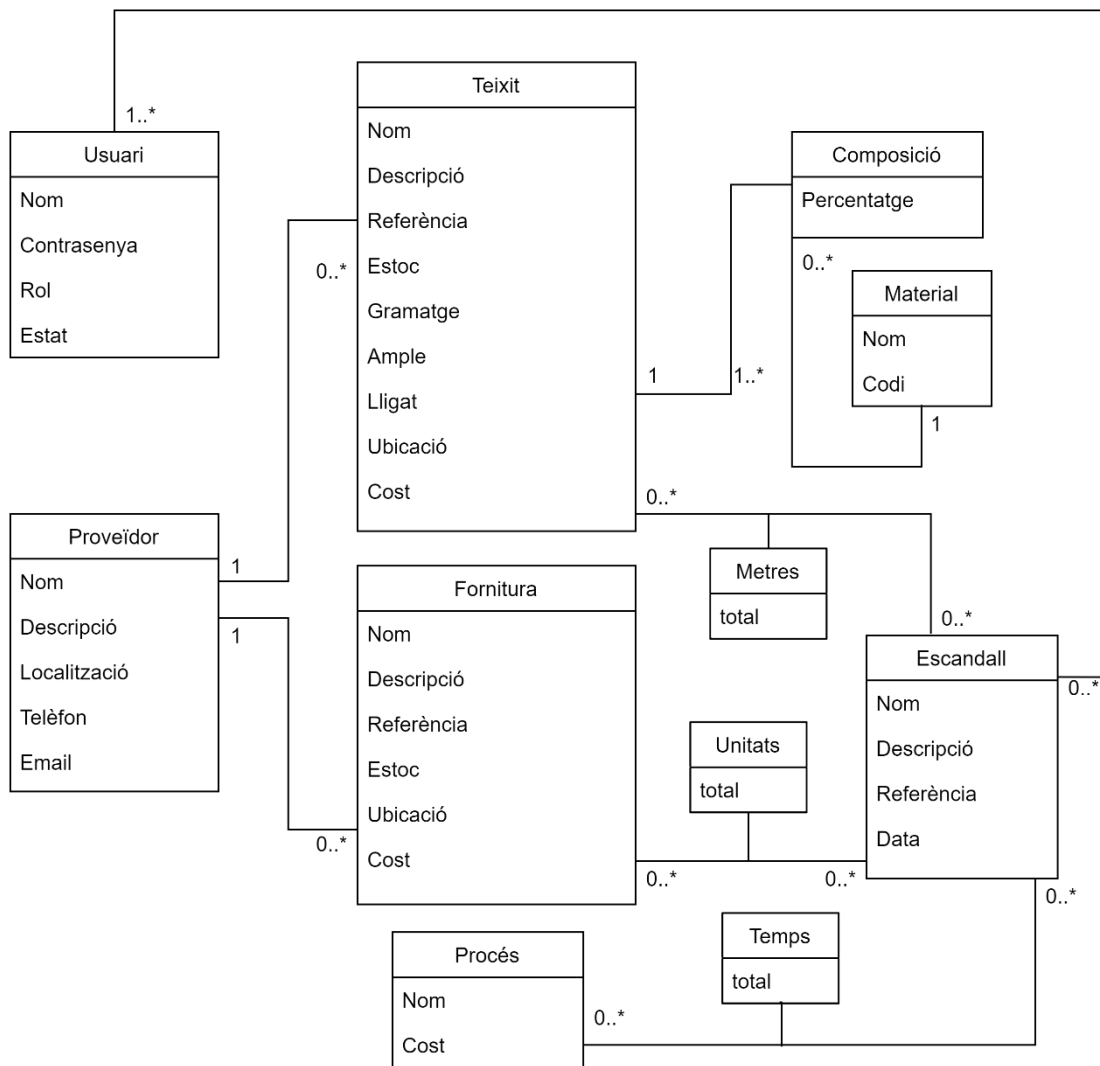 1..*
Usuari
Nom
Contrasenya
Rol
Estat
Teixit
Nom
Descripció
Referència
Estoc
Gramatge
Ample
Lligat
Ubicació
Cost
0..*
1
1..*
0..*
Composició
Percentatge
0..*
Material
Nom
Codi
1
Proveïdor
Nom
Descripció
Localització
Telèfon
Email
1
1
Fornitura
Nom
Descripció
Referència
Estoc
Ubicació
Cost
0..*
0..*
Metres
total
0..*
Escandall
Nom
Descripció
Referència
Data
0..*
Unitats
total
0..*
0..*
Procés
Nom
Cost
0..*
Temps
total